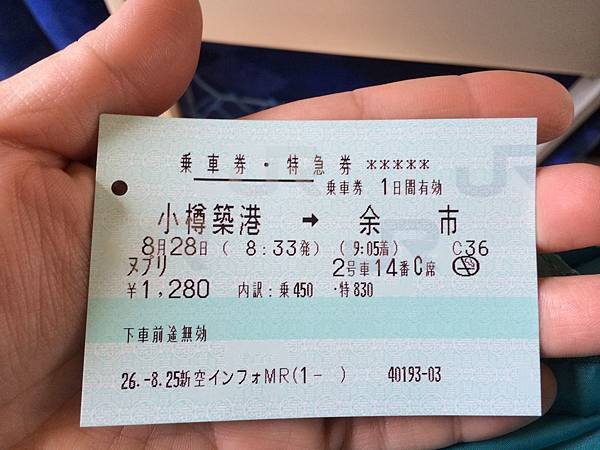 乗車券・特急券 ※※※※※
乗車券 1日間有効
小樽築港 → 余市
8月28日 ( 8:33発) ( 9:05着) C36
ヌプリ 2号車14番C席
¥1,280 内訳:乗450 ・特830
下車前途無効
26.-8.25新空インフォMR(1- ) 40193-03